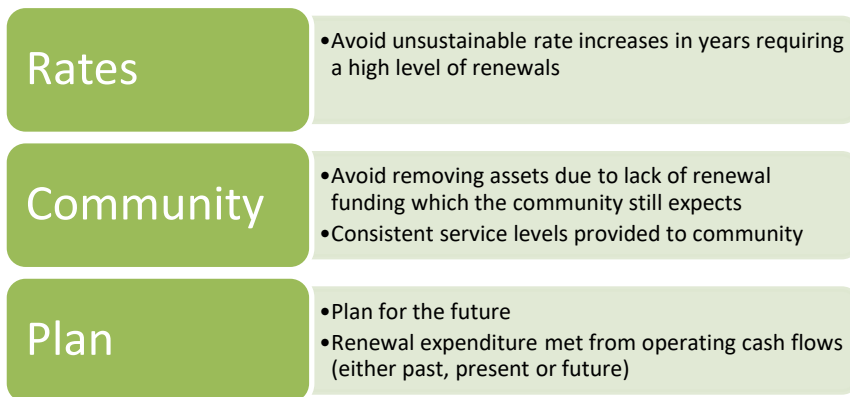 Rates
•Avoid unsustainable rate increases in years requiring
a high level of renewals
Community
•Avoid removing assets due to lack of renewal
funding which the community still expects
•Consistent service levels provided to community
Plan
•Plan for the future
•Renewal expenditure met from operating cash flows
(either past, present or future)